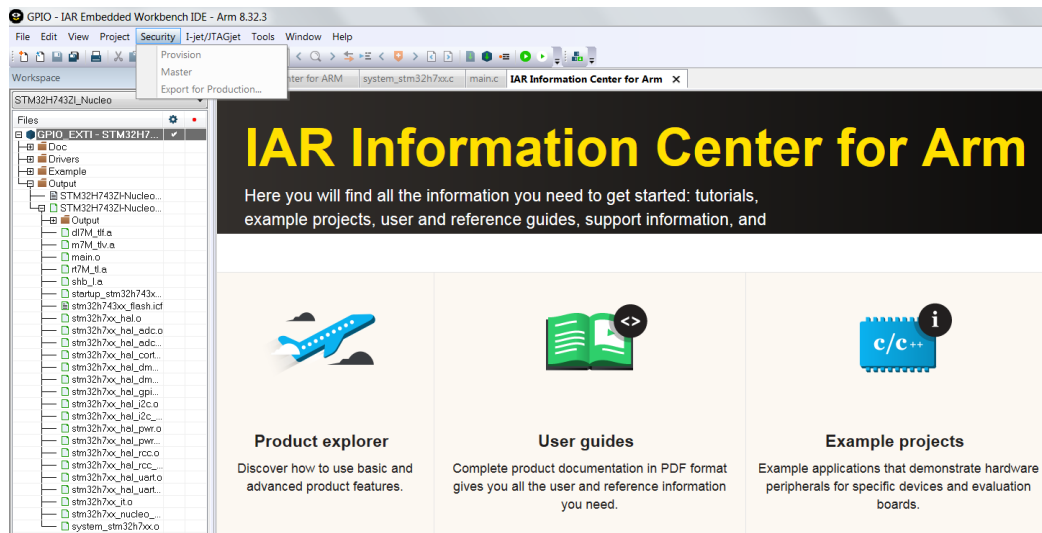 GPIO - IAR Embedded Workbench IDE - Arm 8.32.3
File Edit View Project Security I-jet/JTAGjet Tools Window Help
Provision
Master
Export for Production...
Workspace
nter for ARM system_stm32h7xx.c main.c IAR Information Center for Arm
STM32H743ZI_Nucleo
Files
GPIO_EXTI - STM32H7...
Doc
Drivers
Example
Output
STM32H743ZI-Nucleo...
STM32H743ZI-Nucleo...
Output
dl7M_tlf.a
m7M_tlv.a
main.o
rt7M_tl.a
shb_l.a
startup_stm32h743x...
stm32h743xx_flash.icf
stm32h7xx_hal.o
stm32h7xx_hal_adc.o
stm32h7xx_hal_adc...
stm32h7xx_hal_cort...
stm32h7xx_hal_dm...
stm32h7xx_hal_dm...
stm32h7xx_hal_gpi...
stm32h7xx_hal_i2c.o
stm32h7xx_hal_i2c_...
stm32h7xx_hal_pwr.o
stm32h7xx_hal_pwr...
stm32h7xx_hal_rcc.o
stm32h7xx_hal_rcc_...
stm32h7xx_hal_uart.o
stm32h7xx_hal_uart...
stm32h7xx_it.o
stm32h7xx_nucleo_...
system_stm32h7xx.o
IAR Information Center for Arm
Here you will find all the information you need to get started: tutorials,
example projects, user and reference guides, support information, and
<>
i
c/c++
Product explorer
Discover how to use basic and
advanced product features.
User guides
Complete product documentation in PDF format
gives you all the user and reference information
you need.
Example projects
Example applications that demonstrate hardware
peripherals for specific devices and evaluation
boards.